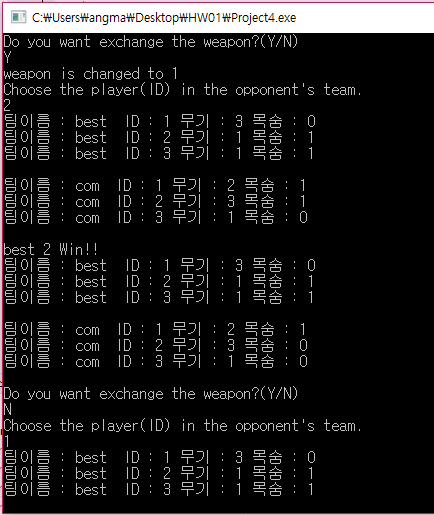 C:₩Users₩angma₩Desktop₩HW01₩Project4.exe
Do you want exchange the weapon?(Y/N)
Y
weapon is changed to 1
Choose the player(ID) in the opponent's team.
2
팀이름 : best  ID : 1 무기 : 3 목숨 : 0
팀이름 : best  ID : 2 무기 : 1 목숨 : 1
팀이름 : best  ID : 3 무기 : 1 목숨 : 1
팀이름 : com  ID : 1 무기 : 2 목숨 : 1
팀이름 : com  ID : 2 무기 : 3 목숨 : 1
팀이름 : com  ID : 3 무기 : 1 목숨 : 0
best 2 Win!!
팀이름 : best  ID : 1 무기 : 3 목숨 : 0
팀이름 : best  ID : 2 무기 : 1 목숨 : 1
팀이름 : best  ID : 3 무기 : 1 목숨 : 1
팀이름 : com  ID : 1 무기 : 2 목숨 : 1
팀이름 : com  ID : 2 무기 : 3 목숨 : 0
팀이름 : com  ID : 3 무기 : 1 목숨 : 0
Do you want exchange the weapon?(Y/N)
N
Choose the player(ID) in the opponent's team.
1
팀이름 : best  ID : 1 무기 : 3 목숨 : 0
팀이름 : best  ID : 2 무기 : 1 목숨 : 1
팀이름 : best  ID : 3 무기 : 1 목숨 : 1